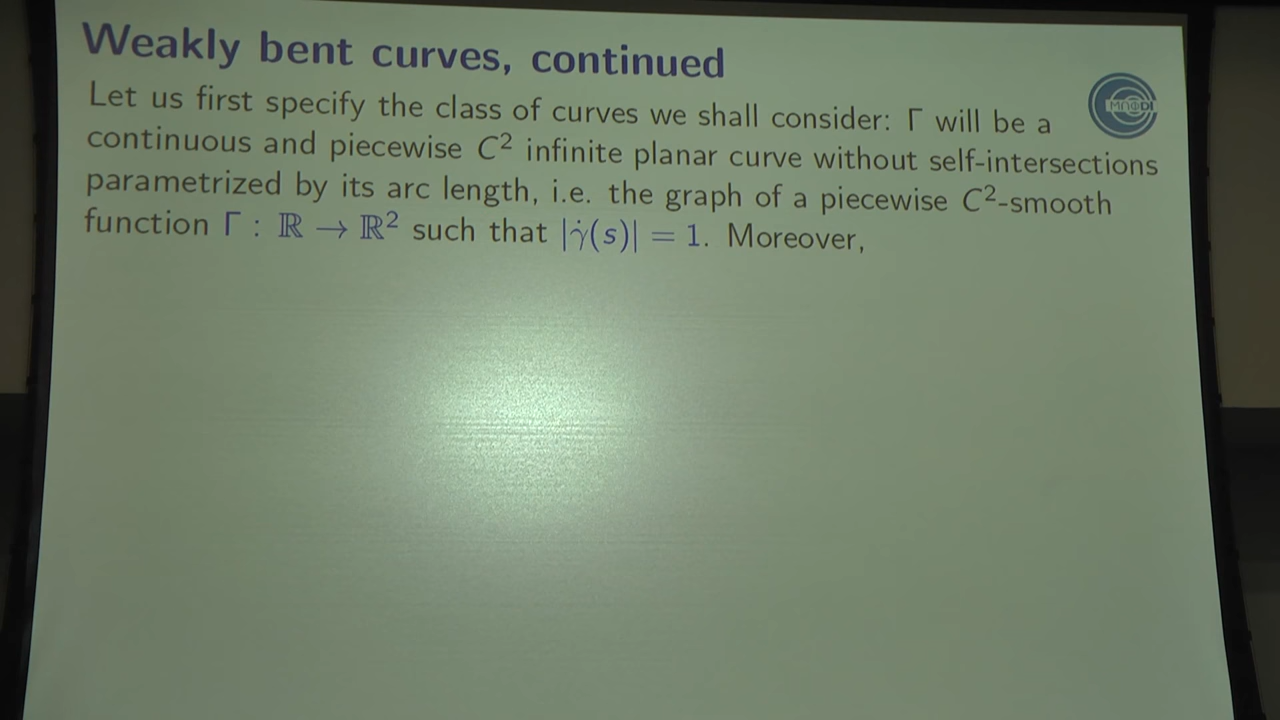 Weakly bent curves, continued
Let us first specify the class of curves we shall consider: Γ will be a
continuous and piecewise C² infinite planar curve without self-intersections
parametrized by its arc length, i.e. the graph of a piecewise C²-smooth
function Γ : ℝ → ℝ² such that |γ̇(s)| = 1. Moreover,